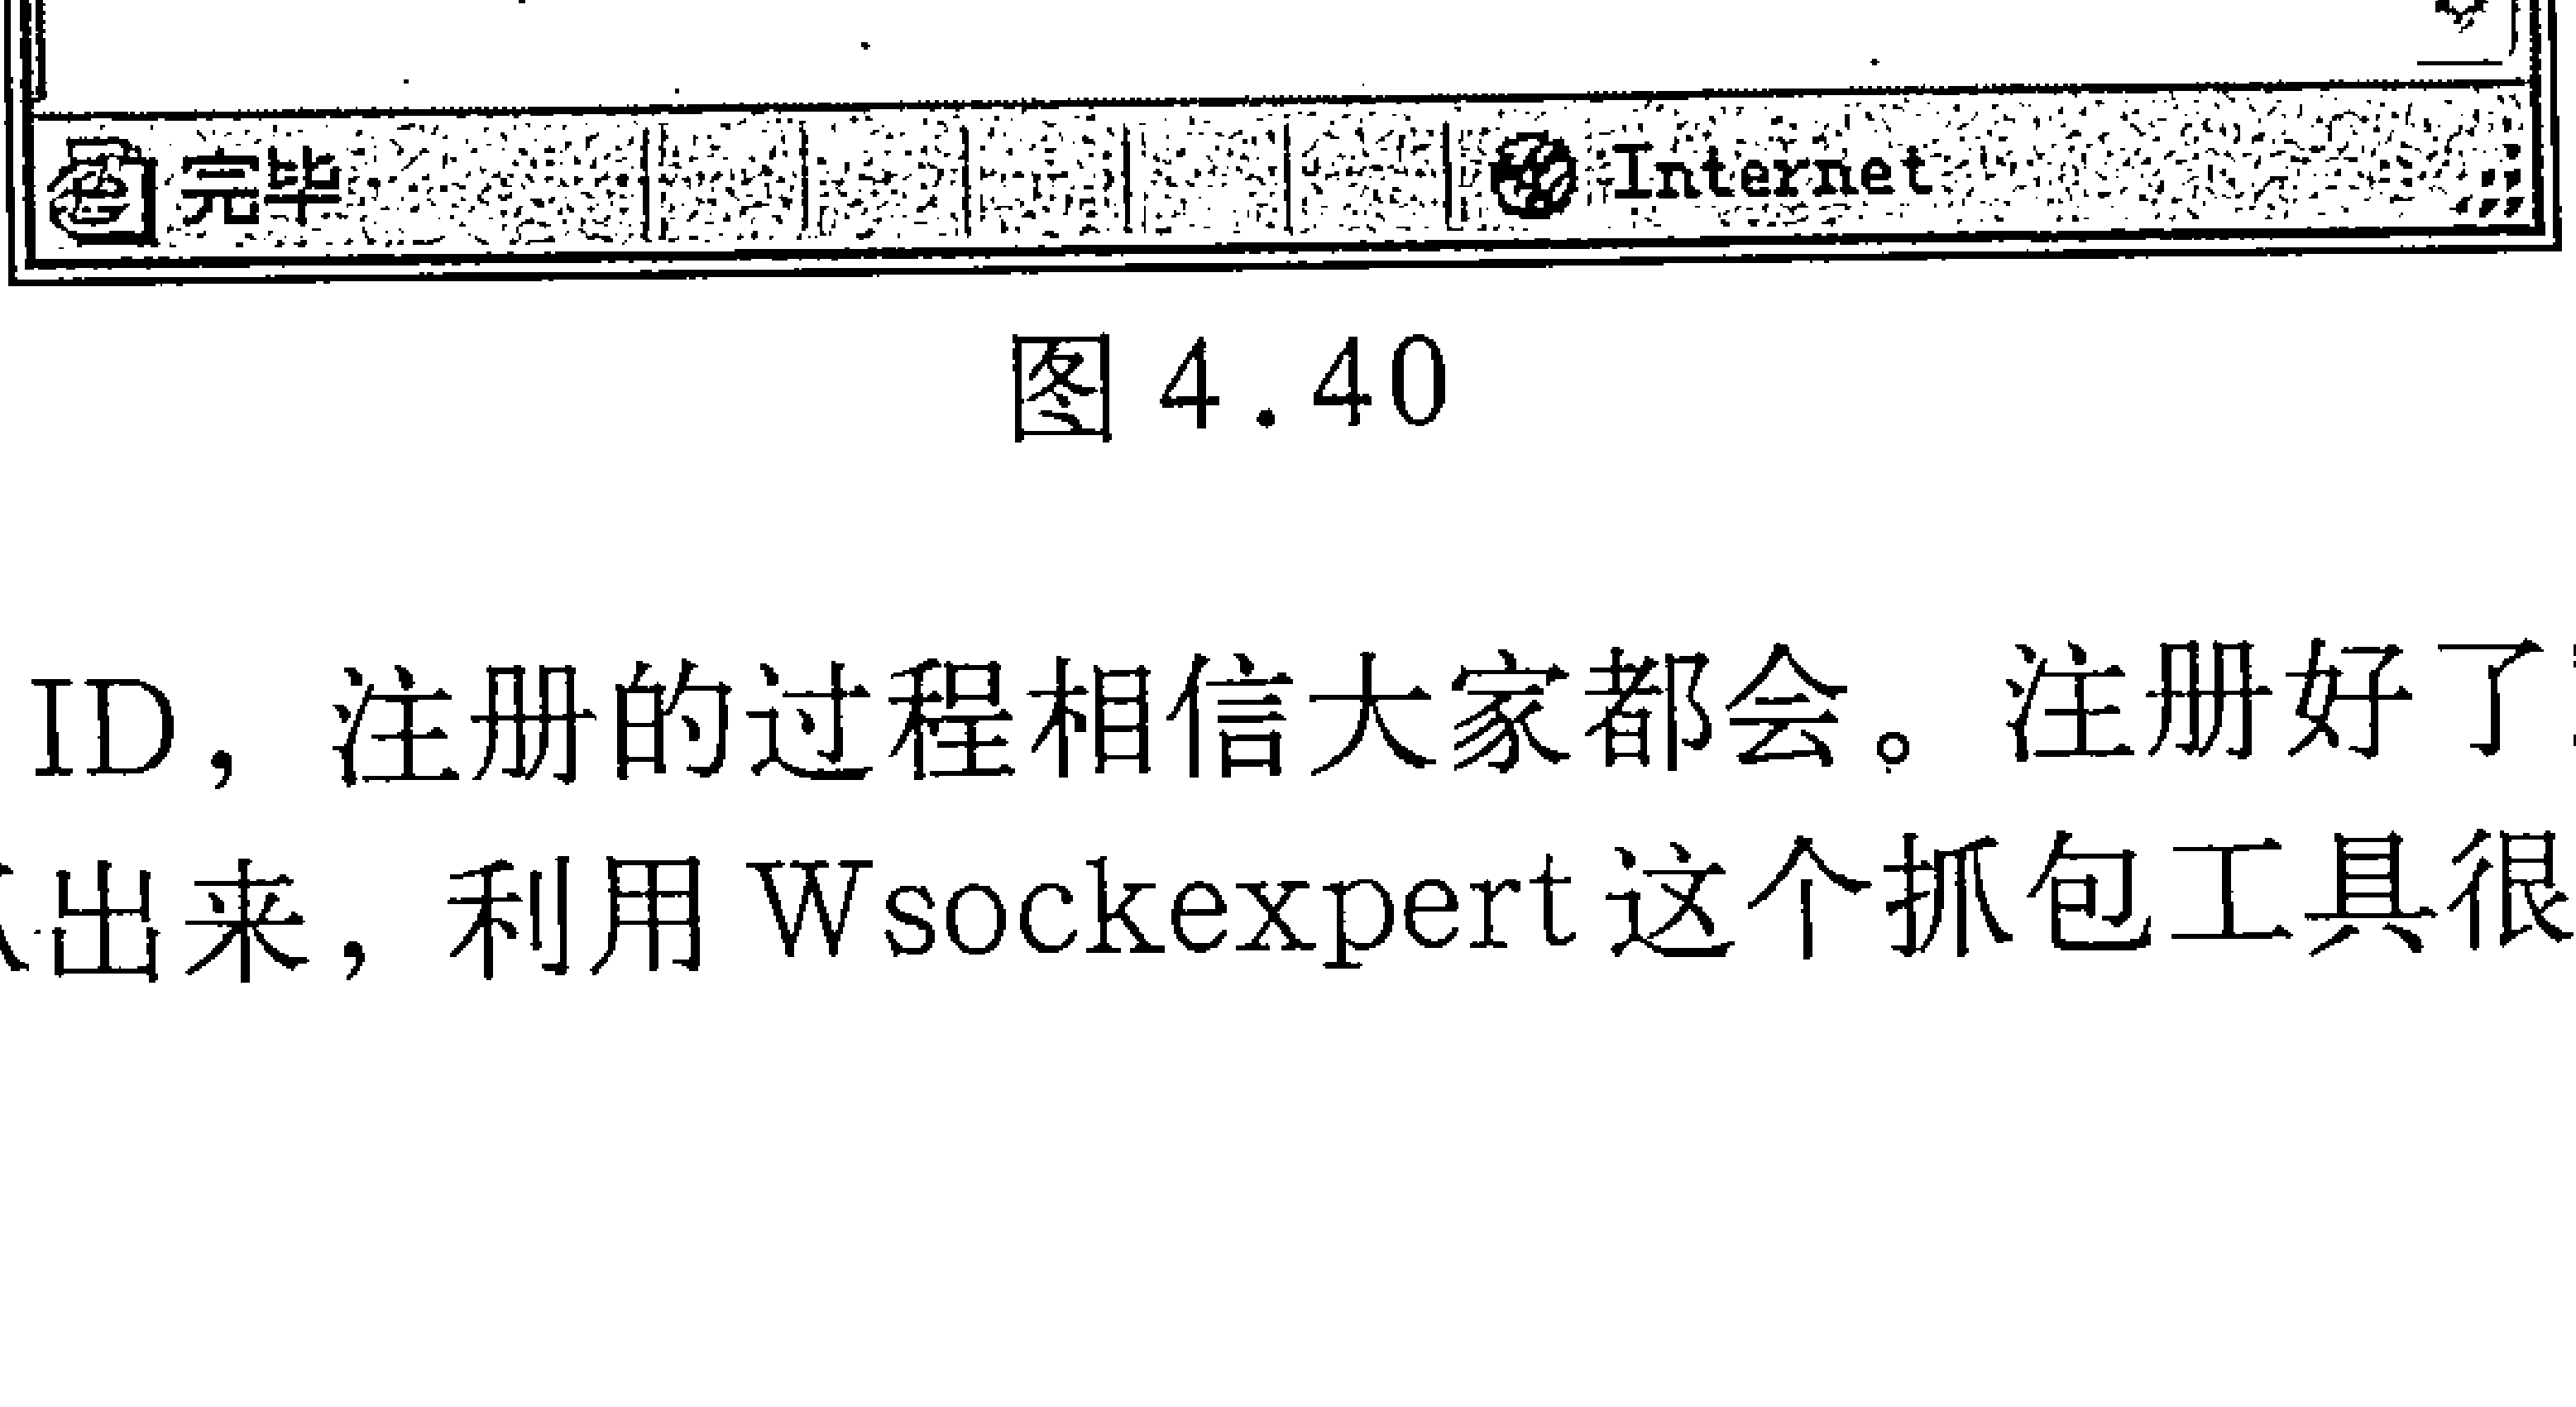 完毕 Internet
图 4.40
ID，注册的过程相信大家都会。注册好了
出来，利用 Wsockexpert 这个抓包工具很